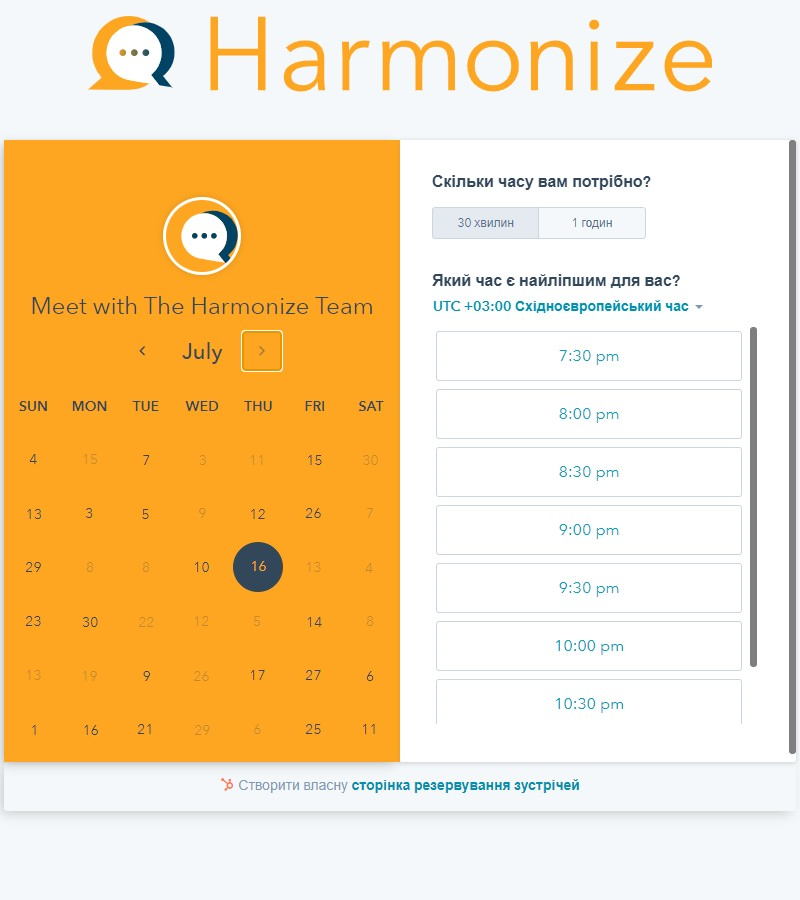 Harmonize
Meet with The Harmonize Team
July
SUN MON TUE WED THU FRI SAT
4 15 7 3 11 15 30
13 3 5 9 12 26 7
29 8 8 10 16 13 4
23 30 22 12 5 14 8
13 19 9 26 17 27 6
1 16 21 29 6 25 11
Скільки часу вам потрібно?
30 хвилин 1 годин
Який час є найліпшим для вас?
UTC +03:00 Східноєвропейський час
7:30 pm
8:00 pm
8:30 pm
9:00 pm
9:30 pm
10:00 pm
10:30 pm
Створити власну сторінка резервування зустрічей